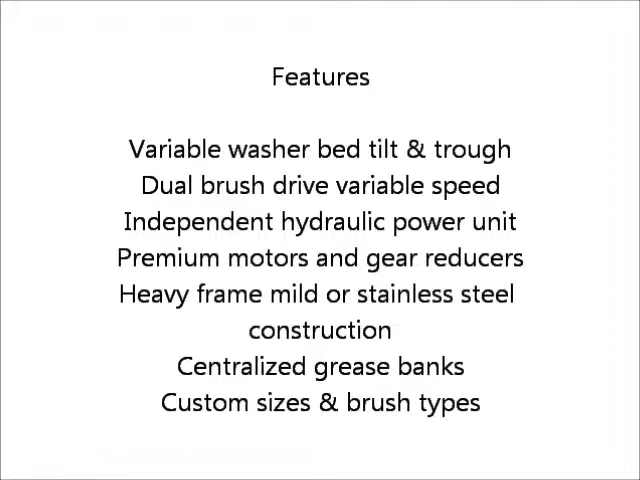 Features
Variable washer bed tilt & trough
Dual brush drive variable speed
Independent hydraulic power unit
Premium motors and gear reducers
Heavy frame mild or stainless steel
construction
Centralized grease banks
Custom sizes & brush types